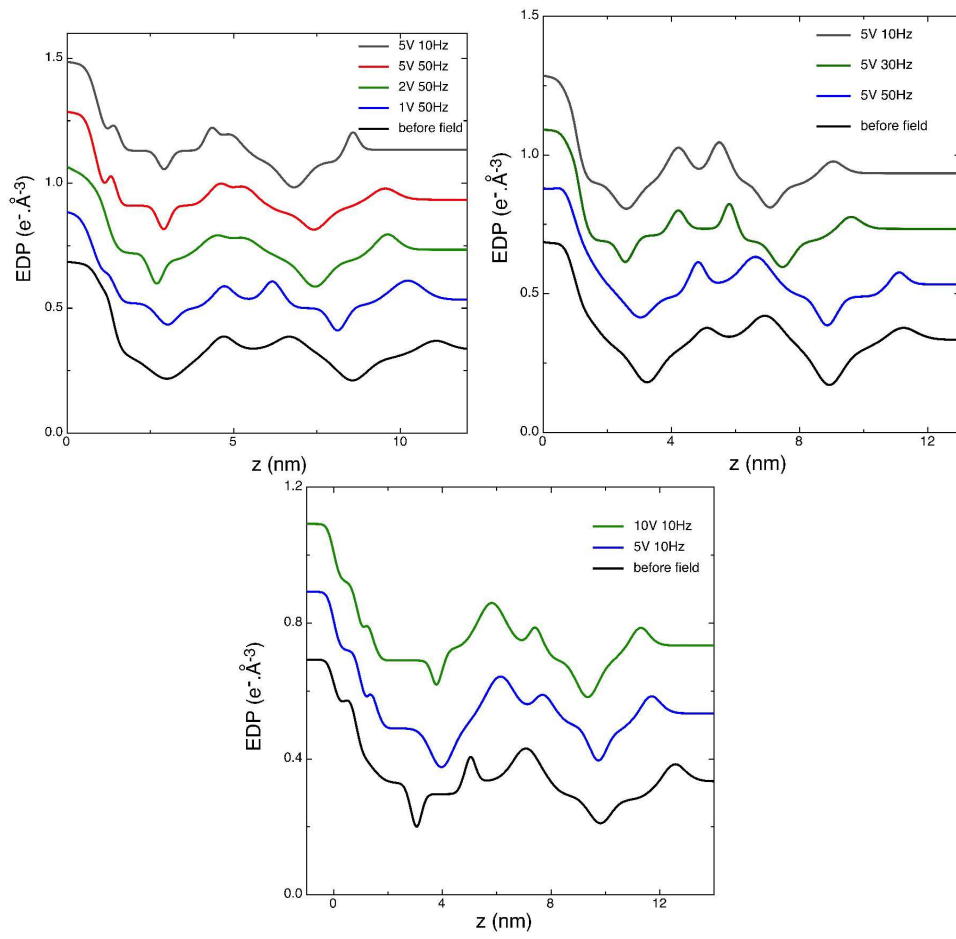 5V 10Hz
5V 50Hz
2V 50Hz
1V 50Hz
before field
EDP (e⁻.Å-³)
1.5
1.0
0.5
0.0
0 5 10
z (nm)
5V 10Hz
5V 30Hz
5V 50Hz
before field
EDP (e⁻.Å-³)
1.5
1.0
0.5
0.0
0 4 8 12
z (nm)
10V 10Hz
5V 10Hz
before field
EDP (e⁻.Å-³)
1.2
0.8
0.4
0.0
0 4 8 12
z (nm)